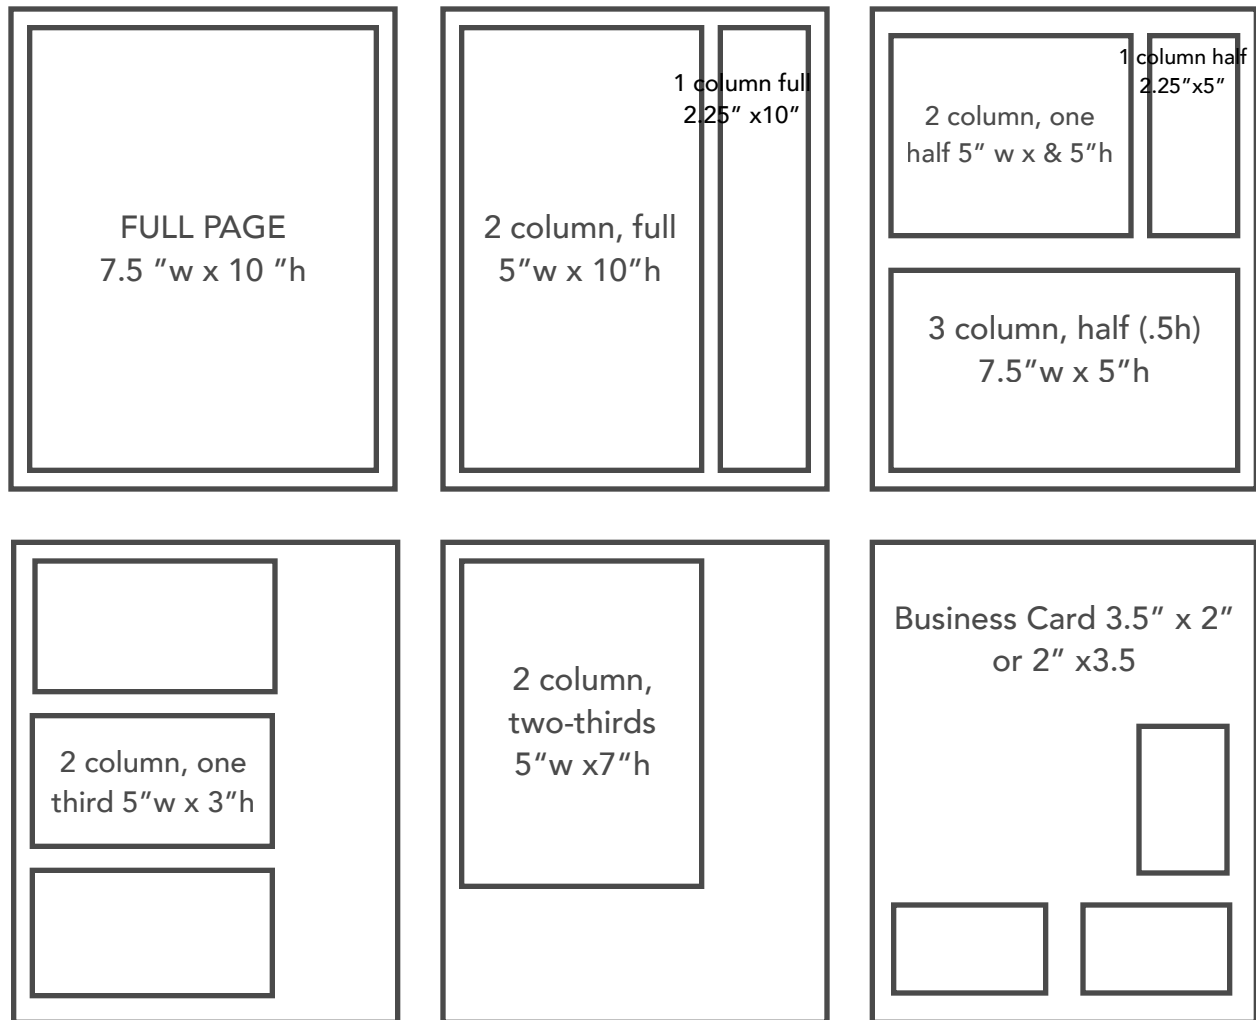 FULL PAGE
7.5 ”w x 10 ”h
2 column, full
5”w x 10”h
1 column full
2.25” x10”
2 column, one
half 5” w x & 5”h
1 column half
2.25”x5”
3 column, half (.5h)
7.5”w x 5”h
2 column, one
third 5”w x 3”h
2 column,
two-thirds
5“w x7“h
Business Card 3.5” x 2”
or 2” x3.5